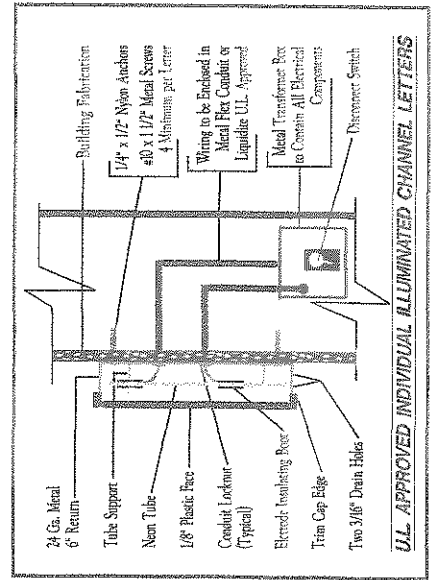 24 Ga. Metal
6" Return
Tube Support
Neon Tube
1/8" Plastic Face
Conduit Locknut
(Typical)
Electrode Insulating Boot
Trim Cap Edge
Two 3/16" Drain Holes
Building Fabrication
1/4" x 1/2" Nylon Anchors
#10 x 1 1/2" Metal Screws
4 Minimum per Letter
Wiring to be Enclosed in
Metal Flex Conduit or
Liquidite U.L. Approved
Metal Transformer Box
to Contain All Electrical
Components
Disconnect Switch
U.L. APPROVED INDIVIDUAL ILLUMINATED CHANNEL LETTERS